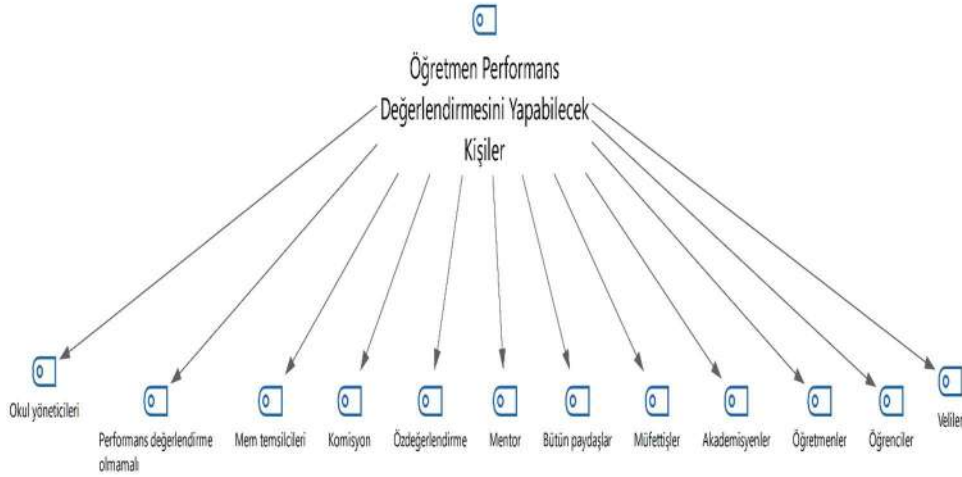 Öğretmen Performans
Değerlendirmesini Yapabilecek
Kişiler
Okul yöneticileri
Performans değerlendirme
olmamalı
Mem temsilcileri
Komisyon
Özdeğerlendirme
Mentor
Bütün paydaşlar
Müfettişler
Akademisyenler
Öğretmenler
Öğrenciler
Veliler